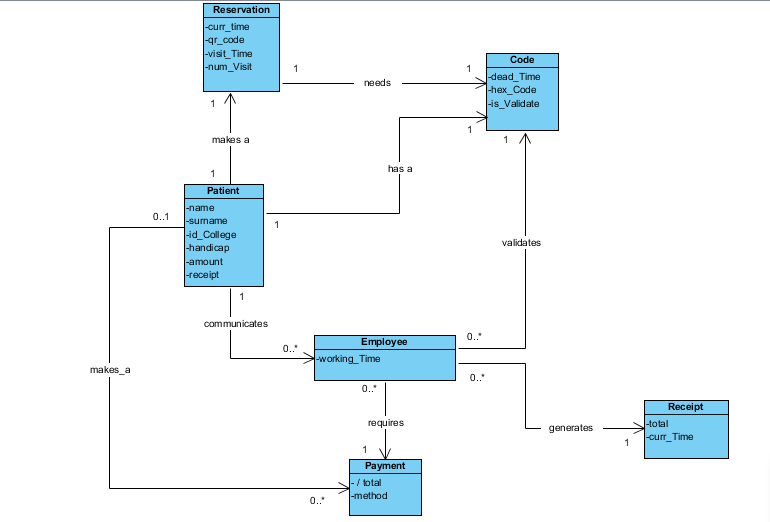 Reservation
-curr_time
-qr_code
-visit_Time
-num_Visit
1
needs
1
Code
-dead_Time
-hex_Code
-is_Validate
1
makes a
1
1
has a
1
1
Patient
-name
-surname
-id_College
-handicap
-amount
-receipt
0..1
1
communicates
0..*
validates
Employee
-working_Time
0..*
0..*
0..*
makes_a
requires
1
generates
1
Receipt
-total
-curr_Time
Payment
- / total
-method
0..*